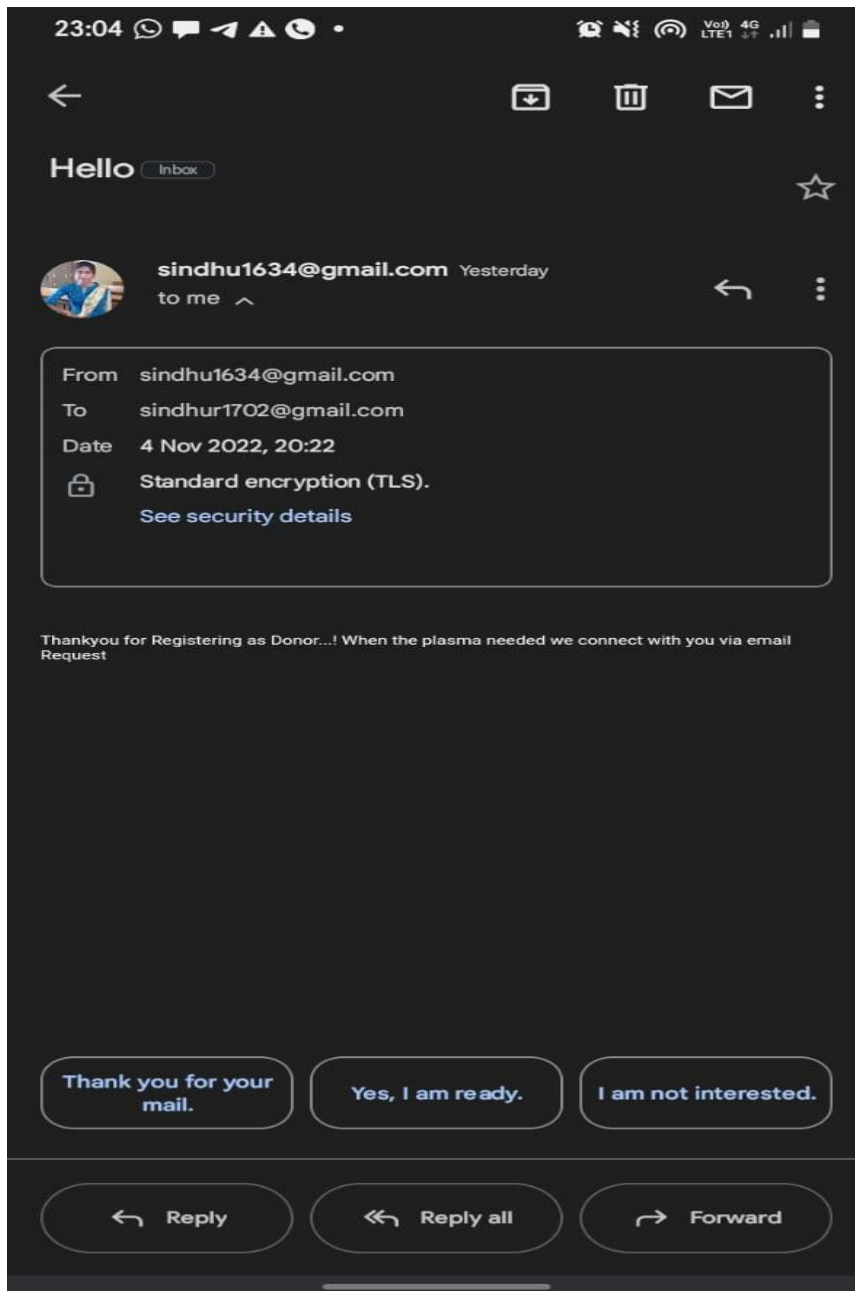 23:04
Vo)) 4G
LTE1
Hello Inbox
sindhu1634@gmail.com Yesterday
to me
From sindhu1634@gmail.com
To sindhur1702@gmail.com
Date 4 Nov 2022, 20:22
Standard encryption (TLS).
See security details
Thankyou for Registering as Donor...! When the plasma needed we connect with you via email
Request
Thank you for your
mail.
Yes, I am ready.
I am not interested.
Reply
Reply all
Forward